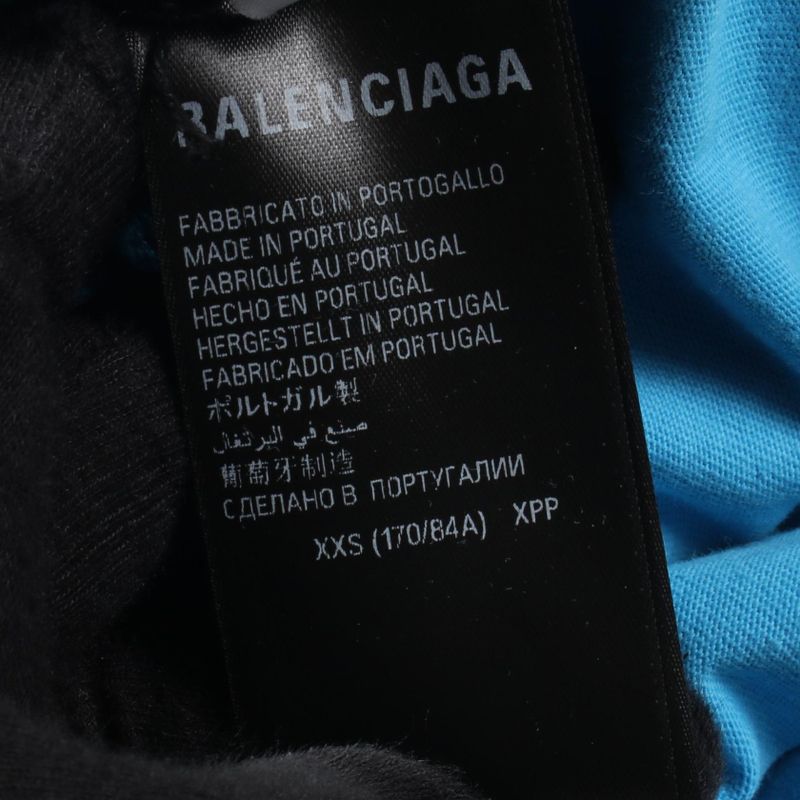 BALENCIAGA
FABBRICATO IN PORTOGALLO
MADE IN PORTUGAL
FABRIQUÉ AU PORTUGAL
HECHO EN PORTUGAL
HERGESTELLT IN PORTUGAL
FABRICADO EM PORTUGAL
ポルトガル製
صنع في البرتغال
葡萄牙制造
СДЕЛАНО В ПОРТУГАЛИИ
XXS (170/84A) XPP